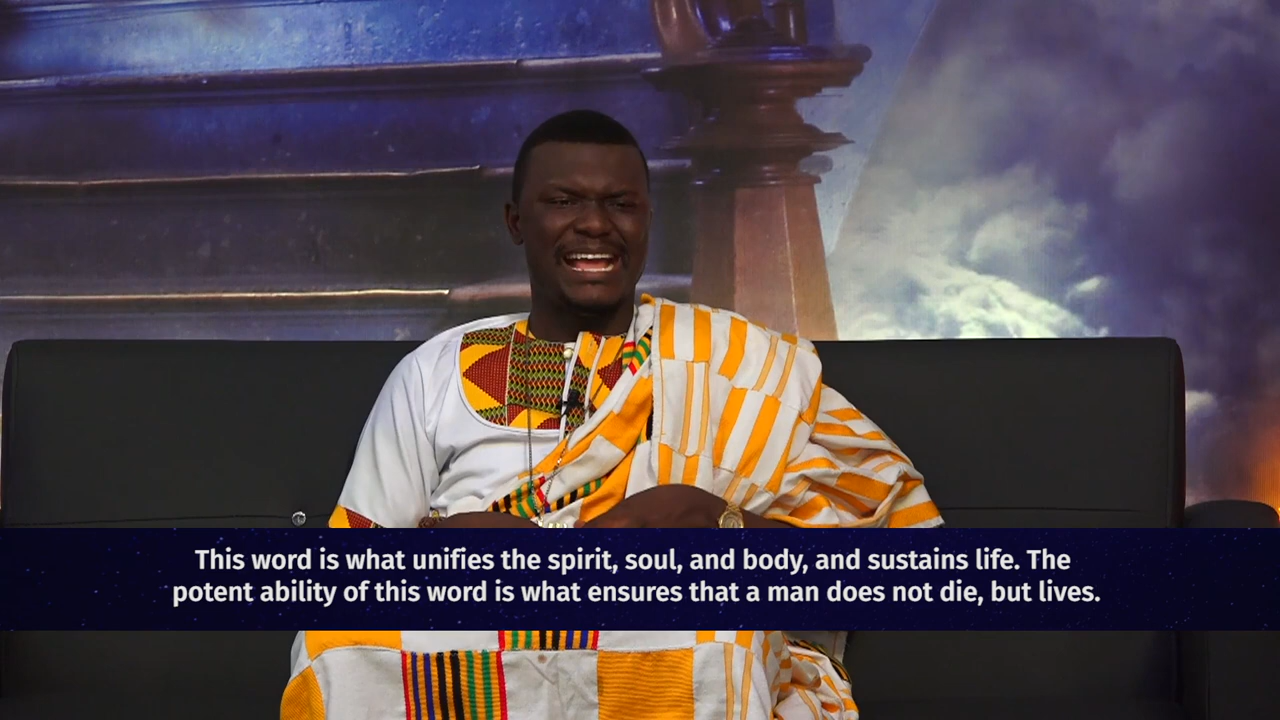 This word is what unifies the spirit, soul, and body, and sustains life. The
potent ability of this word is what ensures that a man does not die, but lives.